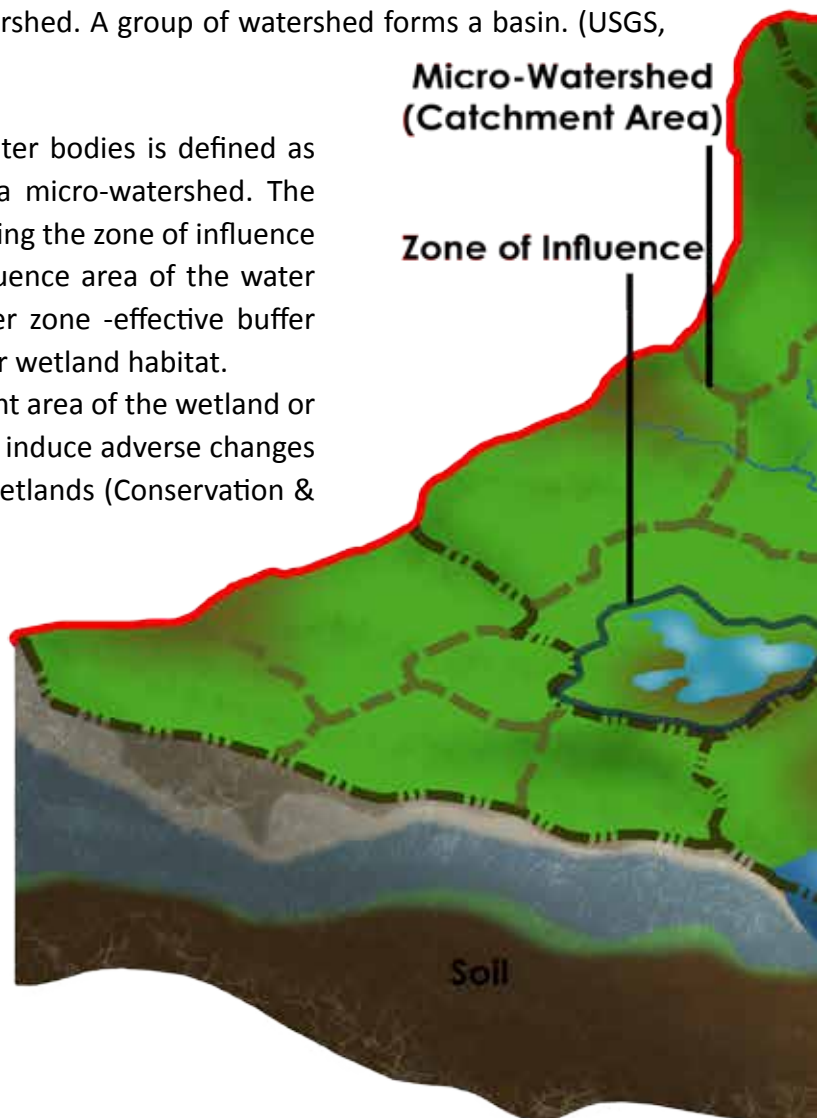 rshed. A group of watershed forms a basin. (USGS,
Micro-Watershed
(Catchment Area)
ter bodies is defined as
a micro-watershed. The
ing the zone of influence
uence area of the water
er zone -effective buffer
r wetland habitat.
nt area of the wetland or
induce adverse changes
etlands (Conservation &
Zone of Influence
Soil